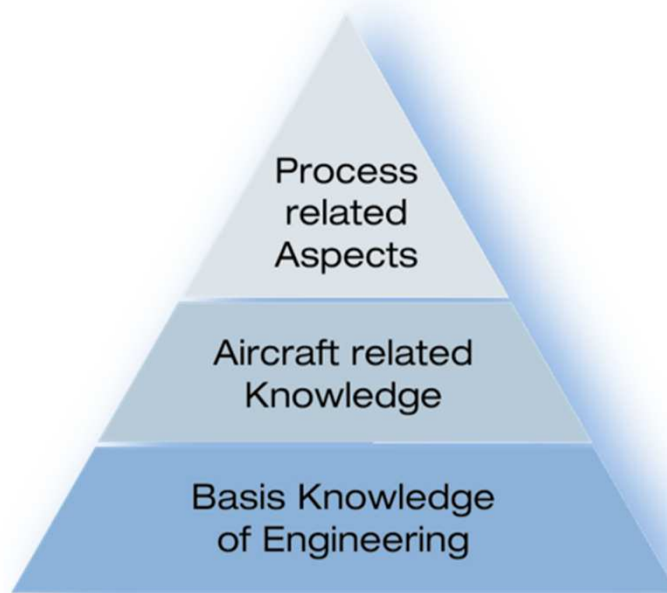 Process
related
Aspects
Aircraft related
Knowledge
Basis Knowledge
of Engineering